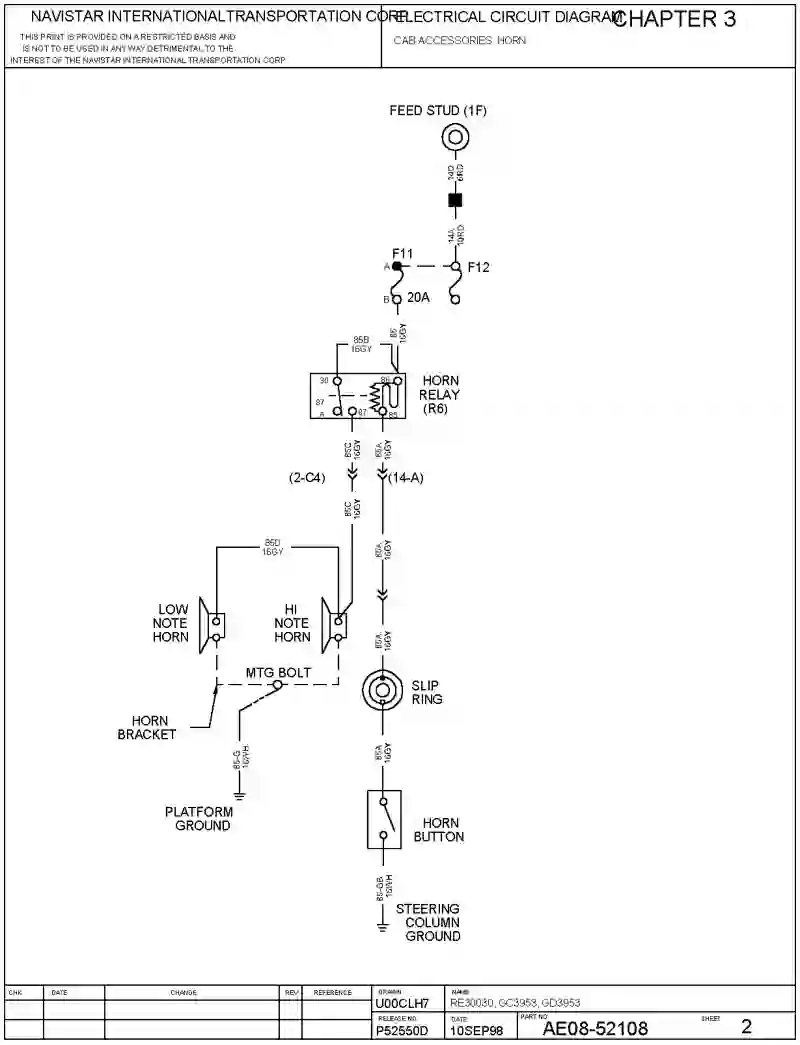 NAVISTAR INTERNATIONAL TRANSPORTATION CORP.
THIS PRINT IS PROVIDED ON A RESTRICTED BASIS AND
IS NOT TO BE USED IN ANY WAY DETRIMENTAL TO THE
INTEREST OF THE NAVISTAR INTERNATIONAL TRANSPORTATION CORP
ELECTRICAL CIRCUIT DIAGRAM
CHAPTER 3
CAB ACCESSORIES HORN
FEED STUD (1F)
14D
6RD
14A
10RD
F11
A
F12
B
20A
85
16GY
85B
16GY
30
86
87
A
87
85
HORN
RELAY
(R6)
85C
16GY
85A
16GY
(2-C4)
(14-A)
85C
16GY
85D
16GY
85A
16GY
LOW
NOTE
HORN
HI
NOTE
HORN
85A
16GY
MTG BOLT
SLIP
RING
HORN
BRACKET
85-G
16WH
85A
16GY
PLATFORM
GROUND
HORN
BUTTON
85-GB
16WH
STEERING
COLUMN
GROUND
CHK
DATE
CHANGE
REV
REFERENCE
DRAWN
U00CLH7
NAME
RE30030, GC3953, GD3953
RELEASE NO.
P52550D
DATE
10SEP98
PART NO
AE08-52108
SHEET
2